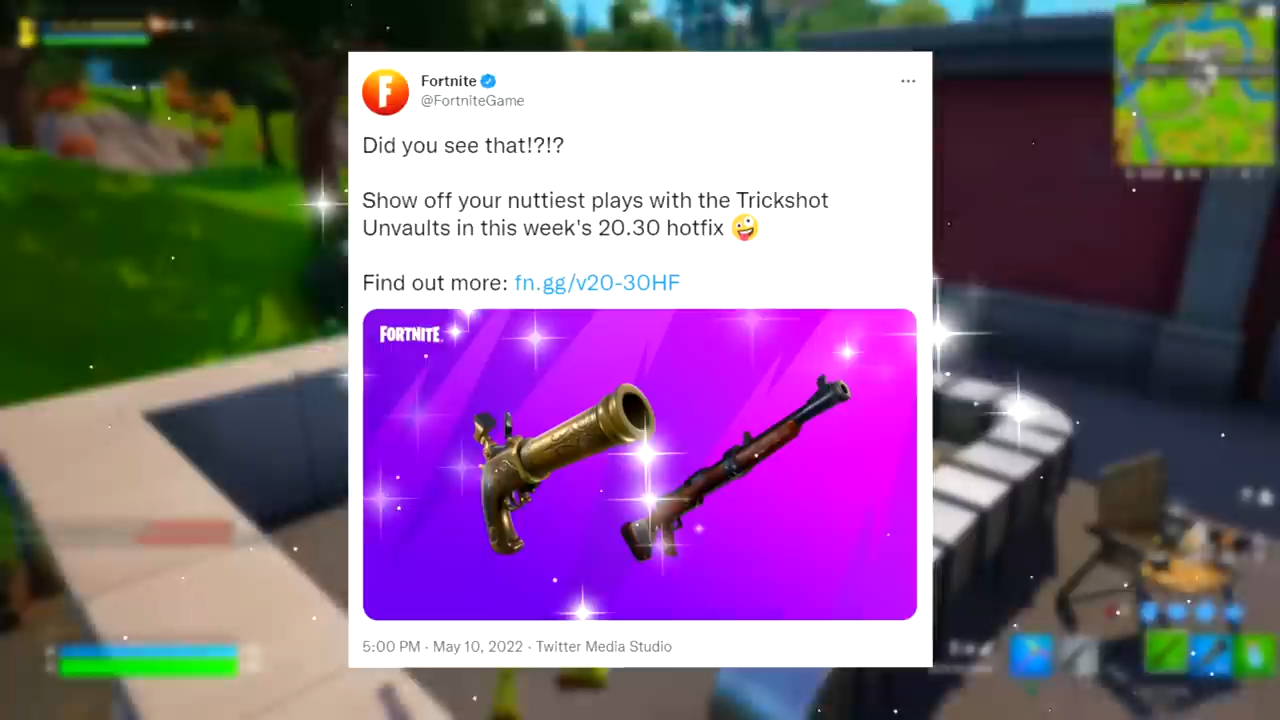 Fortnite
@FortniteGame
Did you see that!?!?
Show off your nuttiest plays with the Trickshot
Unvaults in this week's 20.30 hotfix 🤪
Find out more: fn.gg/v20-30HF
FORTNITE
5:00 PM · May 10, 2022 · Twitter Media Studio